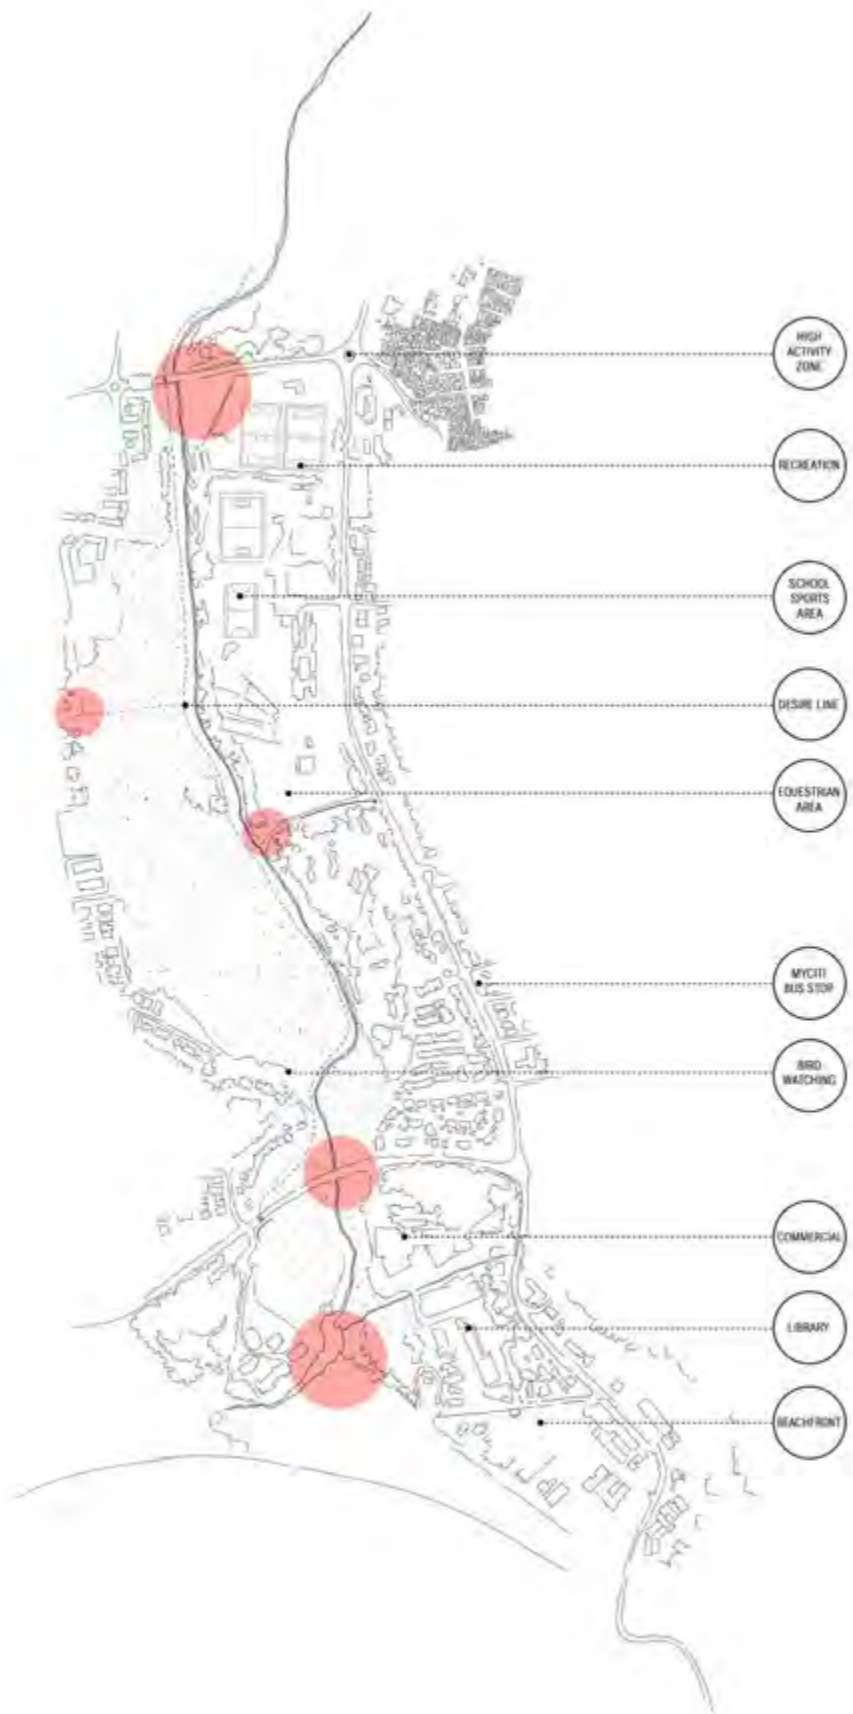 HIGH
ACTIVITY
ZONE
RECREATION
SCHOOL
SPORTS
AREA
DESIRE LINE
EQUESTRIAN
AREA
MYCITI
BUS STOP
BIRD
WATCHING
COMMERCIAL
LIBRARY
BEACHFRONT